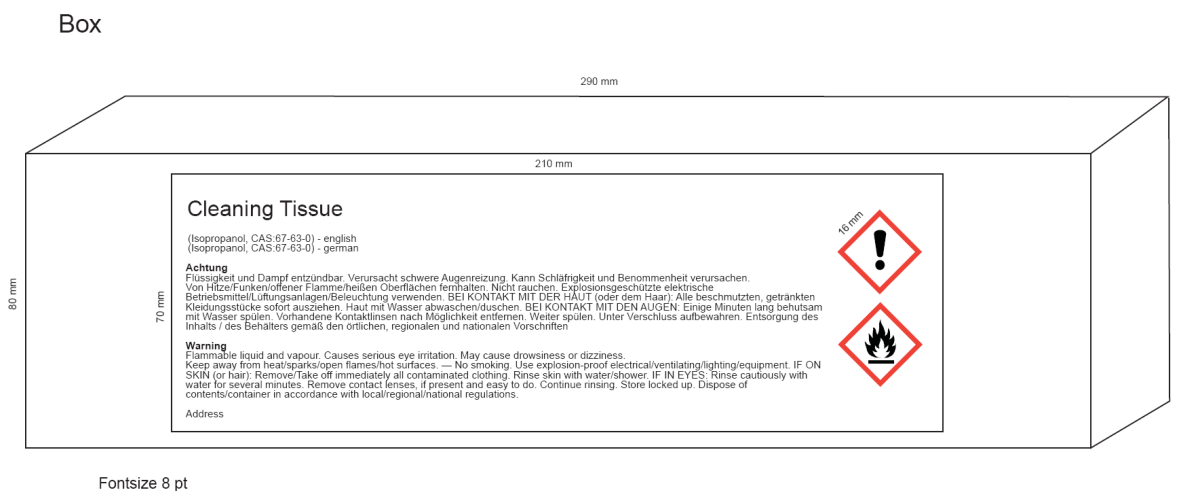 Box
290 mm
210 mm
80 mm
70 mm
Cleaning Tissue
16 mm
(Isopropanol, CAS:67-63-0) - english
(Isopropanol, CAS:67-63-0) - german
Achtung
Flüssigkeit und Dampf entzündbar. Verursacht schwere Augenreizung. Kann Schläfrigkeit und Benommenheit verursachen.
Von Hitze/Funken/offener Flamme/heißen Oberflächen fernhalten. Nicht rauchen. Explosionsgeschützte elektrische
Betriebsmittel/Lüftungsanlagen/Beleuchtung verwenden. BEI KONTAKT MIT DER HAUT (oder dem Haar): Alle beschmutzten, getränkten
Kleidungsstücke sofort ausziehen. Haut mit Wasser abwaschen/duschen. BEI KONTAKT MIT DEN AUGEN: Einige Minuten lang behutsam
mit Wasser spülen. Vorhandene Kontaktlinsen nach Möglichkeit entfernen. Weiter spülen. Unter Verschluss aufbewahren. Entsorgung des
Inhalts / des Behälters gemäß den örtlichen, regionalen und nationalen Vorschriften
Warning
Flammable liquid and vapour. Causes serious eye irritation. May cause drowsiness or dizziness.
Keep away from heat/sparks/open flames/hot surfaces. — No smoking. Use explosion-proof electrical/ventilating/lighting/equipment. IF ON
SKIN (or hair): Remove/Take off immediately all contaminated clothing. Rinse skin with water/shower. IF IN EYES: Rinse cautiously with
water for several minutes. Remove contact lenses, if present and easy to do. Continue rinsing. Store locked up. Dispose of
contents/container in accordance with local/regional/national regulations.
Address
Fontsize 8 pt